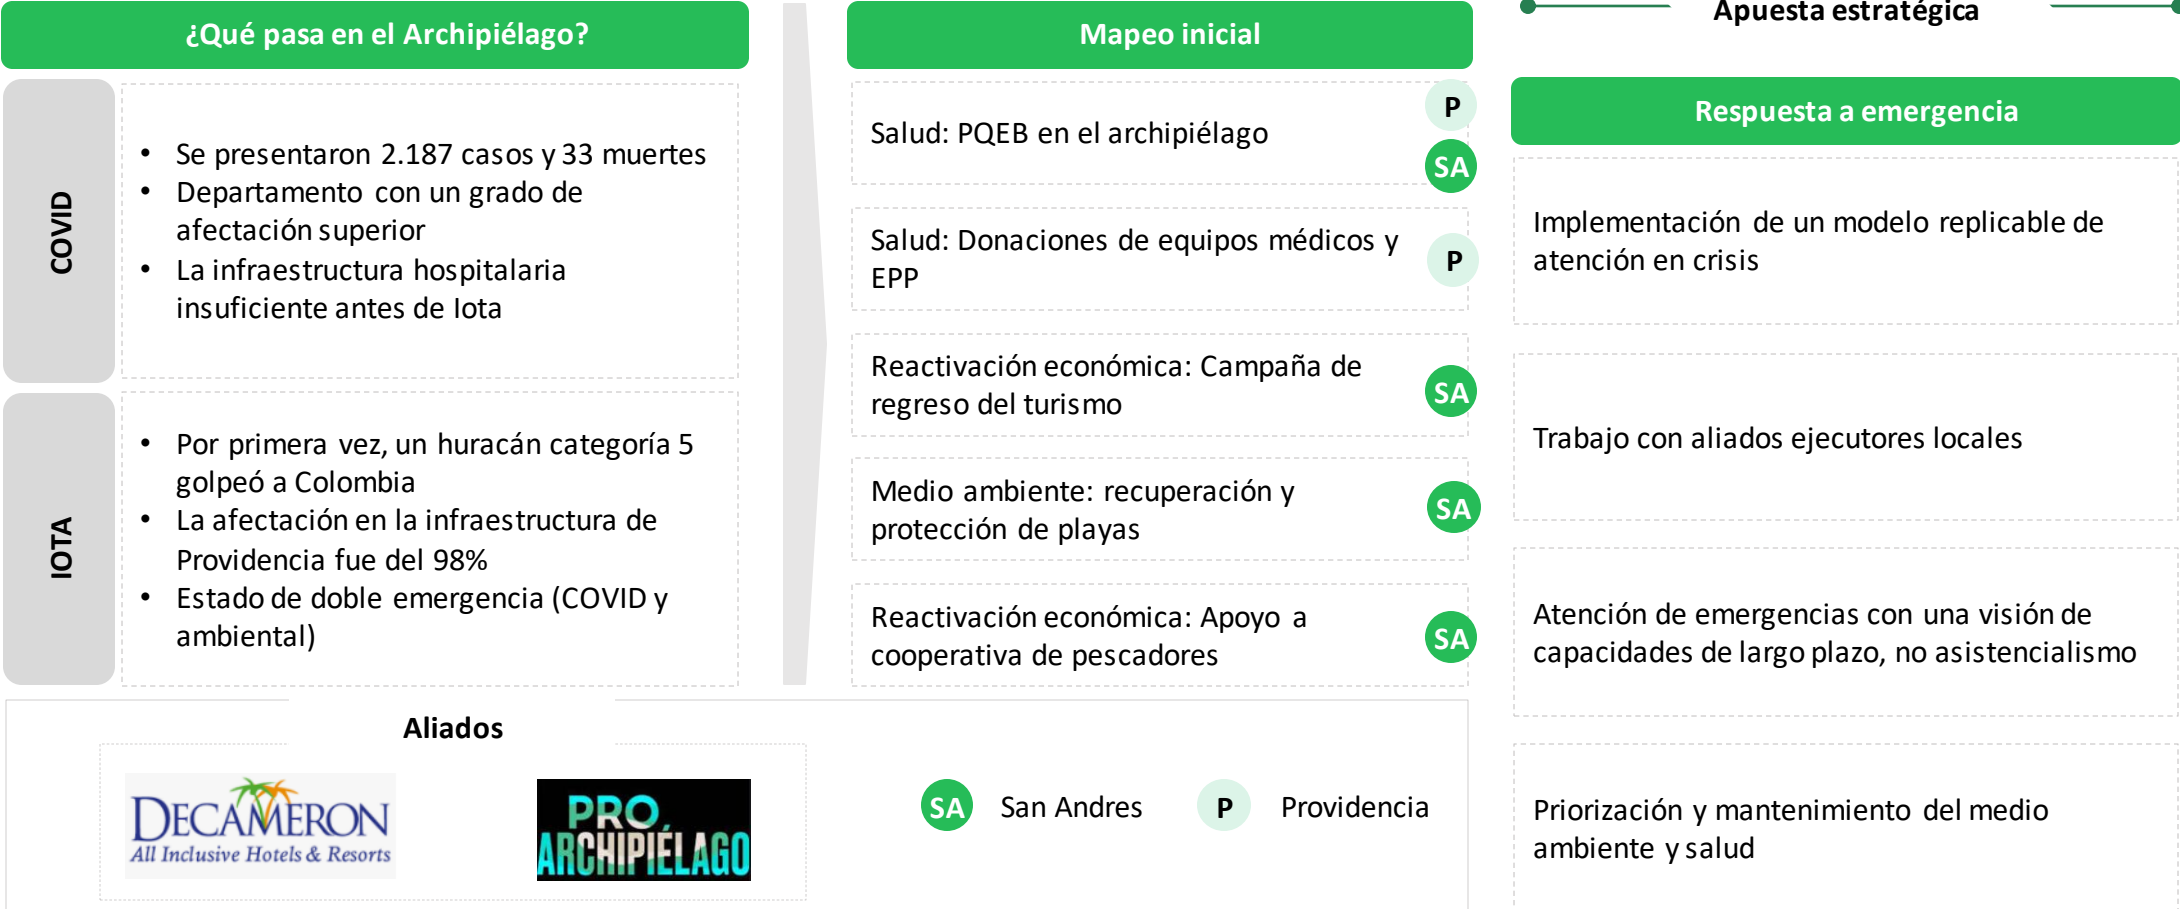 ¿Qué pasa en el Archipiélago?
COVID
• Se presentaron 2.187 casos y 33 muertes
• Departamento con un grado de
afectación superior
• La infraestructura hospitalaria
insuficiente antes de Iota
IOTA
• Por primera vez, un huracán categoría 5
golpeó a Colombia
• La afectación en la infraestructura de
Providencia fue del 98%
• Estado de doble emergencia (COVID y
ambiental)
Mapeo inicial
Salud: PQEB en el archipiélago
P
SA
Salud: Donaciones de equipos médicos y
EPP
P
Reactivación económica: Campaña de
regreso del turismo
SA
Medio ambiente: recuperación y
protección de playas
SA
Reactivación económica: Apoyo a
cooperativa de pescadores
SA
Aliados
DECAMERON
All Inclusive Hotels & Resorts
PRO
ARCHIPIÉLAGO
SA San Andres P Providencia
Apuesta estratégica
Respuesta a emergencia
Implementación de un modelo replicable de
atención en crisis
Trabajo con aliados ejecutores locales
Atención de emergencias con una visión de
capacidades de largo plazo, no asistencialismo
Priorización y mantenimiento del medio
ambiente y salud